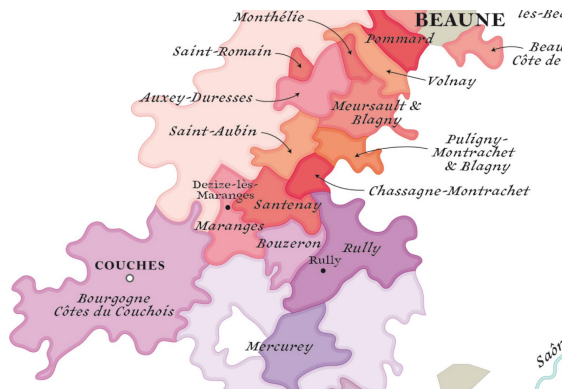 Monthélie
BEAUNE
les-Bea
Saint-Romain
Pommard
Beau
Côte de
Volnay
Auxey-Duresses
Meursault &
Blagny
Saint-Aubin
Puligny-
Montrachet
& Blagny
Dezize-lès-
Maranges
Chassagne-Montrachet
Santenay
Maranges
Bouzeron
Rully
Rully
COUCHES
Bourgogne
Côtes du Couchois
Mercurey
Saôn